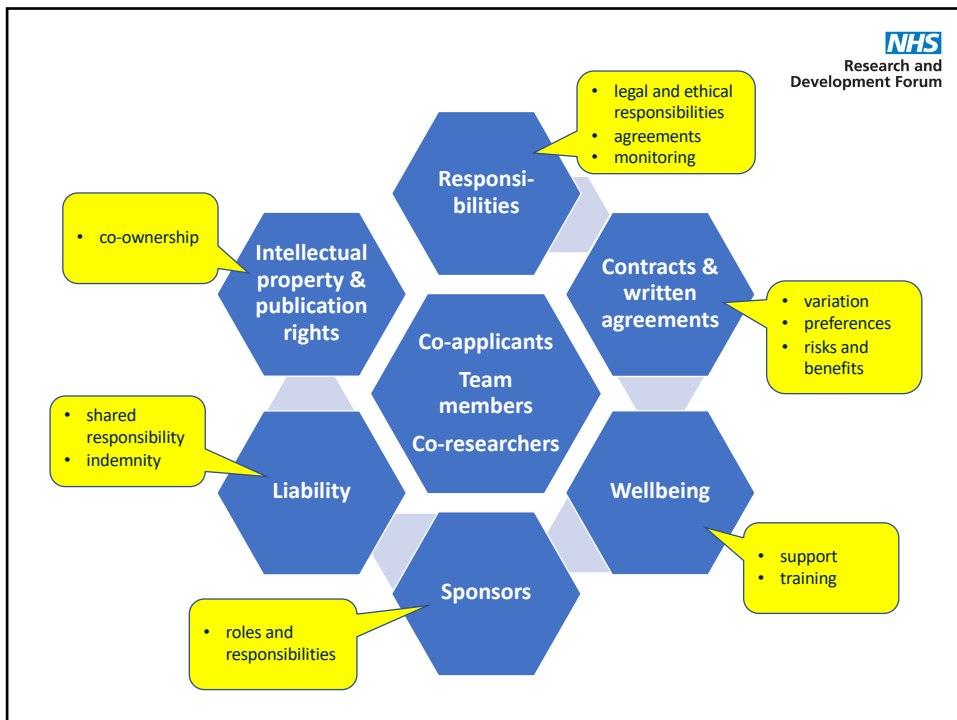 NHS
Research and
Development Forum
• legal and ethical
responsibilities
• agreements
• monitoring
Responsi-
bilities
• co-ownership
Intellectual
property &
publication
rights
Contracts &
written
agreements
• variation
• preferences
• risks and
benefits
Co-applicants
Team
members
Co-researchers
• shared
responsibility
• indemnity
Liability
Wellbeing
• support
• training
Sponsors
• roles and
responsibilities